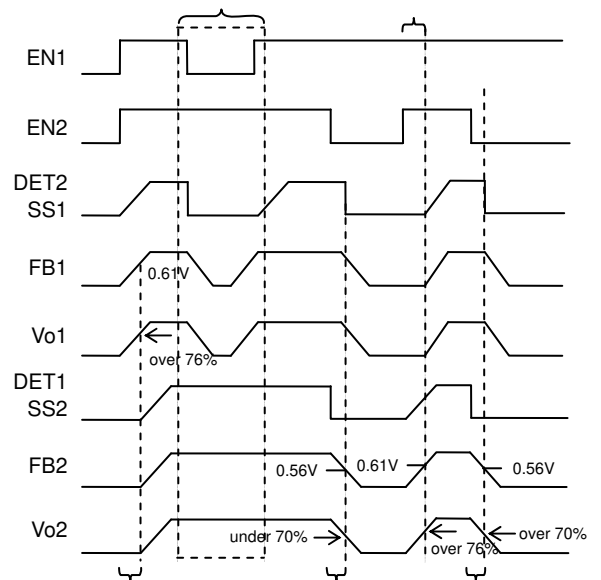 EN1
EN2
DET2
SS1
FB1
0.61V
Vo1
over 76%
DET1
SS2
FB2
0.56V
0.61V
0.56V
Vo2
under 70%
over 76%
over 70%